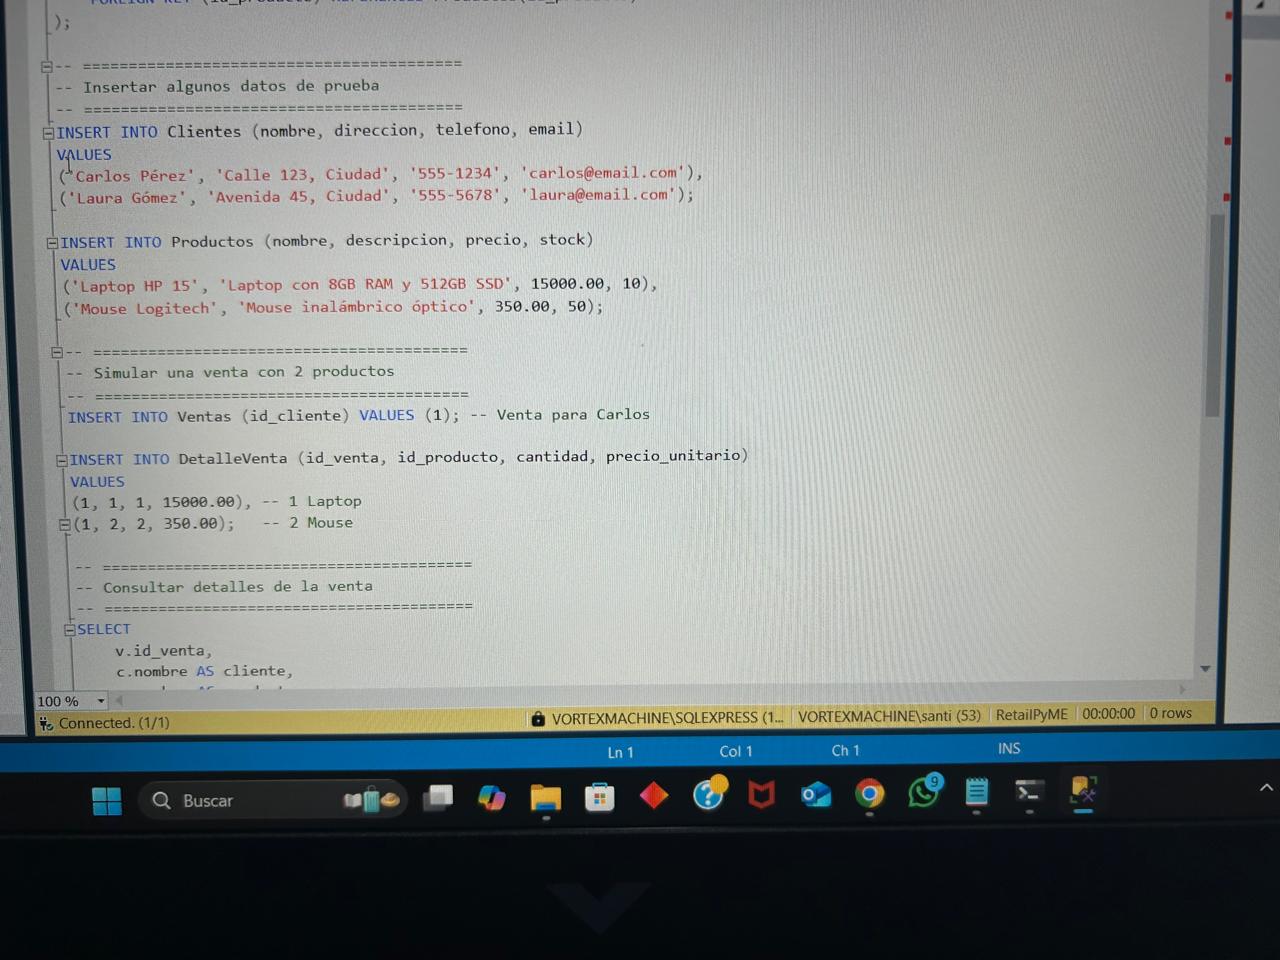 );
-- =========================================
-- Insertar algunos datos de prueba
-- =========================================
INSERT INTO Clientes (nombre, direccion, telefono, email)
VALUES
('Carlos Pérez', 'Calle 123, Ciudad', '555-1234', 'carlos@email.com'),
('Laura Gómez', 'Avenida 45, Ciudad', '555-5678', 'laura@email.com');
INSERT INTO Productos (nombre, descripcion, precio, stock)
VALUES
('Laptop HP 15', 'Laptop con 8GB RAM y 512GB SSD', 15000.00, 10),
('Mouse Logitech', 'Mouse inalámbrico óptico', 350.00, 50);
-- =========================================
-- Simular una venta con 2 productos
-- =========================================
INSERT INTO Ventas (id_cliente) VALUES (1); -- Venta para Carlos
INSERT INTO DetalleVenta (id_venta, id_producto, cantidad, precio_unitario)
VALUES
(1, 1, 1, 15000.00), -- 1 Laptop
(1, 2, 2, 350.00);   -- 2 Mouse
-- =========================================
-- Consultar detalles de la venta
-- =========================================
SELECT
v.id_venta,
c.nombre AS cliente,
100 %
Connected. (1/1) VORTEXMACHINE\SQLEXPRESS (1... VORTEXMACHINE\santi (53) RetailPyME 00:00:00 0 rows
Ln 1 Col 1 Ch 1 INS
Buscar 9